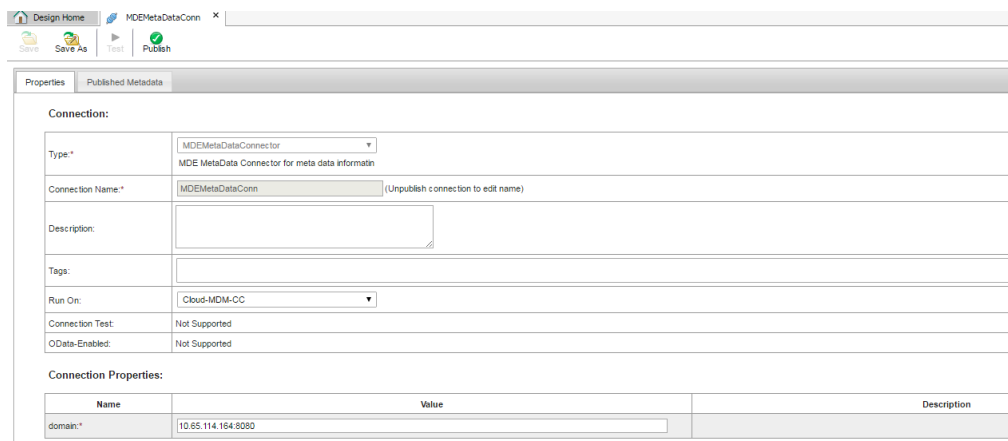 Design Home MDEMetaDataConn ×
Save Save As Test Publish
Properties Published Metadata
Connection:
Type:* MDEMetaDataConnector
MDE MetaData Connector for meta data informatin
Connection Name:* MDEMetaDataConn (Unpublish connection to edit name)
Description:
Tags:
Run On: Cloud-MDM-CC
Connection Test: Not Supported
OData-Enabled: Not Supported
Connection Properties:
Name Value Description
domain:* 10.65.114.164:8080